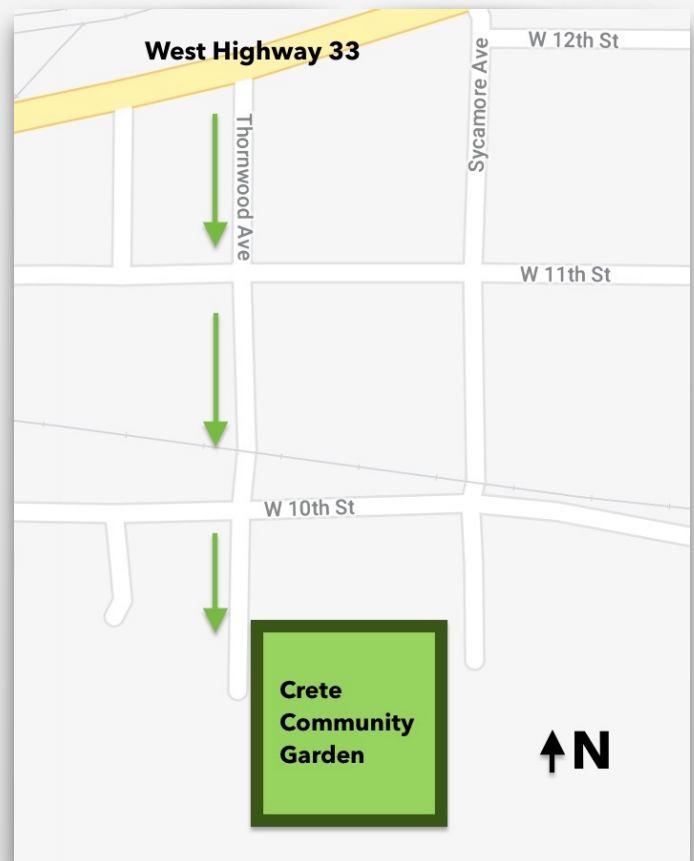 West Highway 33
W 12th St
Sycamore Ave
Thornwood Ave
W 11th St
W 10th St
Crete
Community
Garden
N